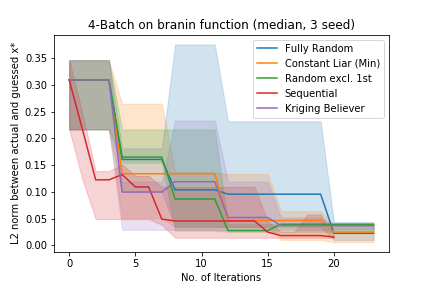 4-Batch on branin function (median, 3 seed)
L2 norm between actual and guessed x*
0.35
0.30
0.25
0.20
0.15
0.10
0.05
0.00
Fully Random
Constant Liar (Min)
Random excl. 1st
Sequential
Kriging Believer
0 5 10 15 20
No. of Iterations